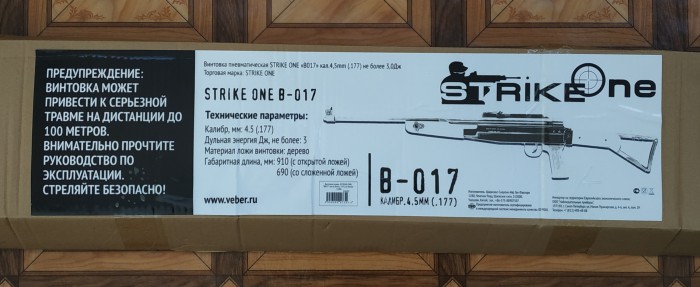 ПРЕДУПРЕЖДЕНИЕ:
ВИНТОВКА МОЖЕТ
ПРИВЕСТИ К СЕРЬЕЗНОЙ
ТРАВМЕ НА ДИСТАНЦИИ ДО
100 МЕТРОВ.
ВНИМАТЕЛЬНО ПРОЧТИТЕ
РУКОВОДСТВО ПО
ЭКСПЛУАТАЦИИ.
СТРЕЛЯЙТЕ БЕЗОПАСНО!
Винтовка пневматическая STRIKE ONE «B017» кал.4,5mm (.177) не более 3,0Дж
Торговая марка: STRIKE ONE
STRIKE ONE B-017
Технические параметры:
Калибр, мм: 4.5 (.177)
Дульная энергия Дж, не более: 3
Материал ложи винтовки: дерево
Габаритная длина, мм: 910 (с открытой ложей)
690 (со сложенной ложей)
www.veber.ru
STRIKE One
B-017
КАЛИБР.4.5ММ (.177)